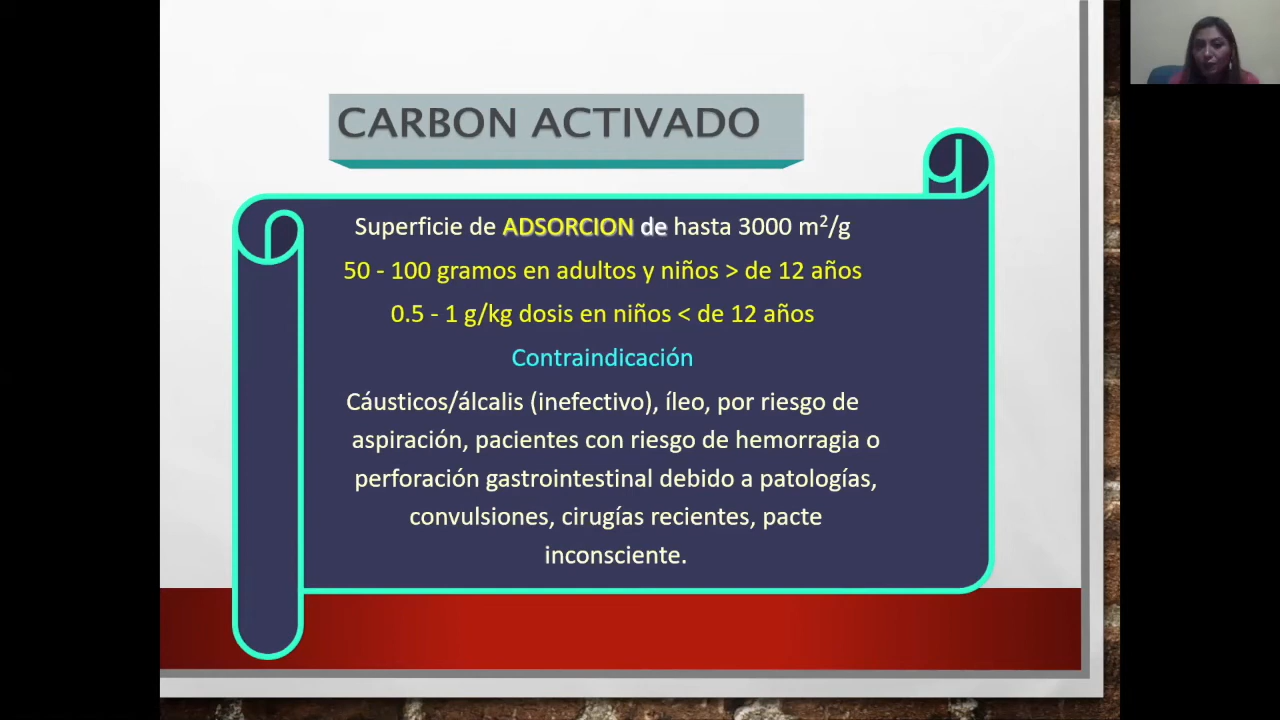 CARBON ACTIVADO
Superficie de ADSORCION de hasta 3000 m²/g
50 - 100 gramos en adultos y niños > de 12 años
0.5 - 1 g/kg dosis en niños < de 12 años
Contraindicación
Cáusticos/álcalis (inefectivo), íleo, por riesgo de
aspiración, pacientes con riesgo de hemorragia o
perforación gastrointestinal debido a patologías,
convulsiones, cirugías recientes, pacte
inconsciente.